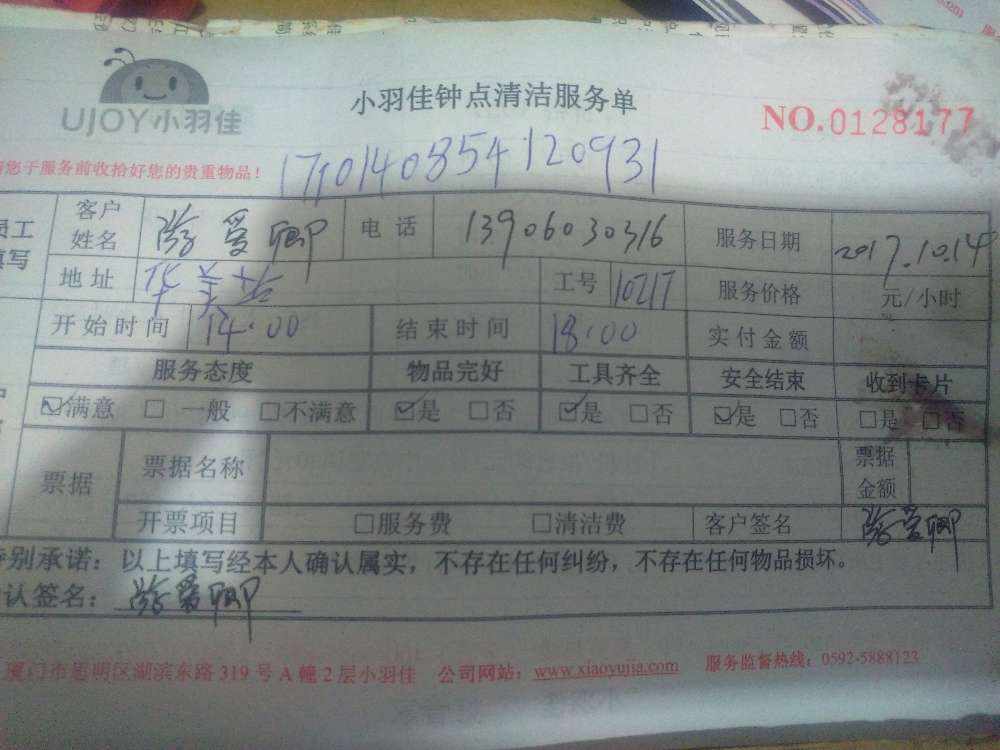 UJOY小羽佳
小羽佳钟点清洁服务单
NO.0128177
您于服务前收拾好您的贵重物品！
客户姓名 游爱卿 电话 13906030316 服务日期 2017.10.14
地址 工号 10217 服务价格 元/小时
开始时间 14:00 结束时间 18:00 实付金额
服务态度 物品完好 工具齐全 安全结束 收到卡片
☑满意 □一般 □不满意 ☑是 □否 ☑是 □否 ☑是 □否 □是 □否
票据 票据名称 票据金额
开票项目 □服务费 □清洁费 客户签名 游爱卿
别承诺：以上填写经本人确认属实，不存在任何纠纷，不存在任何物品损坏。
认签名：游爱卿
厦门市思明区湖滨东路319号A幢2层小羽佳 公司网站：www.xiaoyujia.com 服务监督热线：0592-5888123